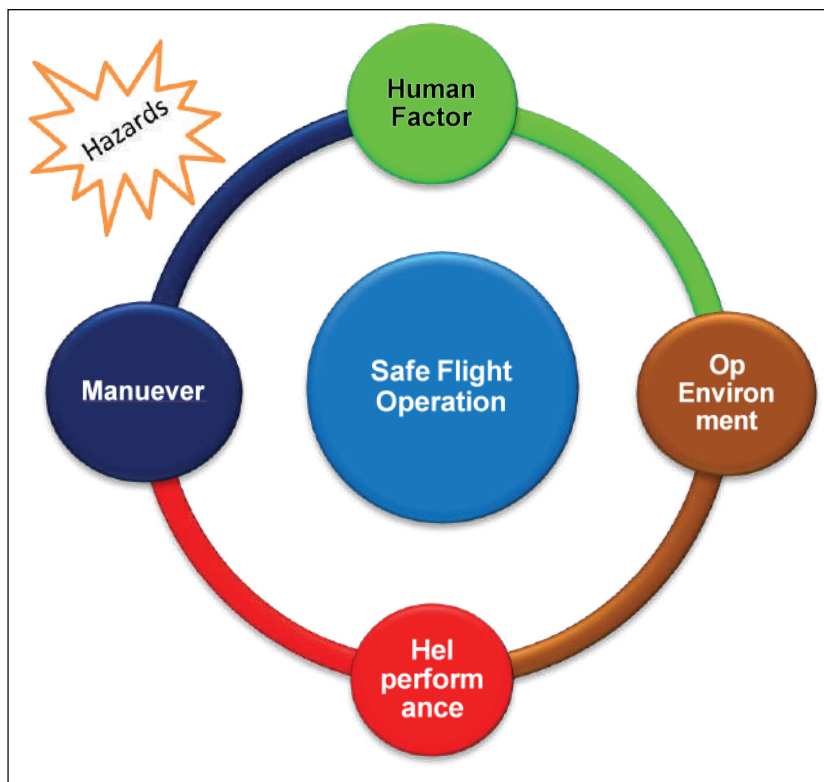 Hazards
Human
Factor
Manuever
Safe Flight
Operation
Op
Environ
ment
Hel
perform
ance